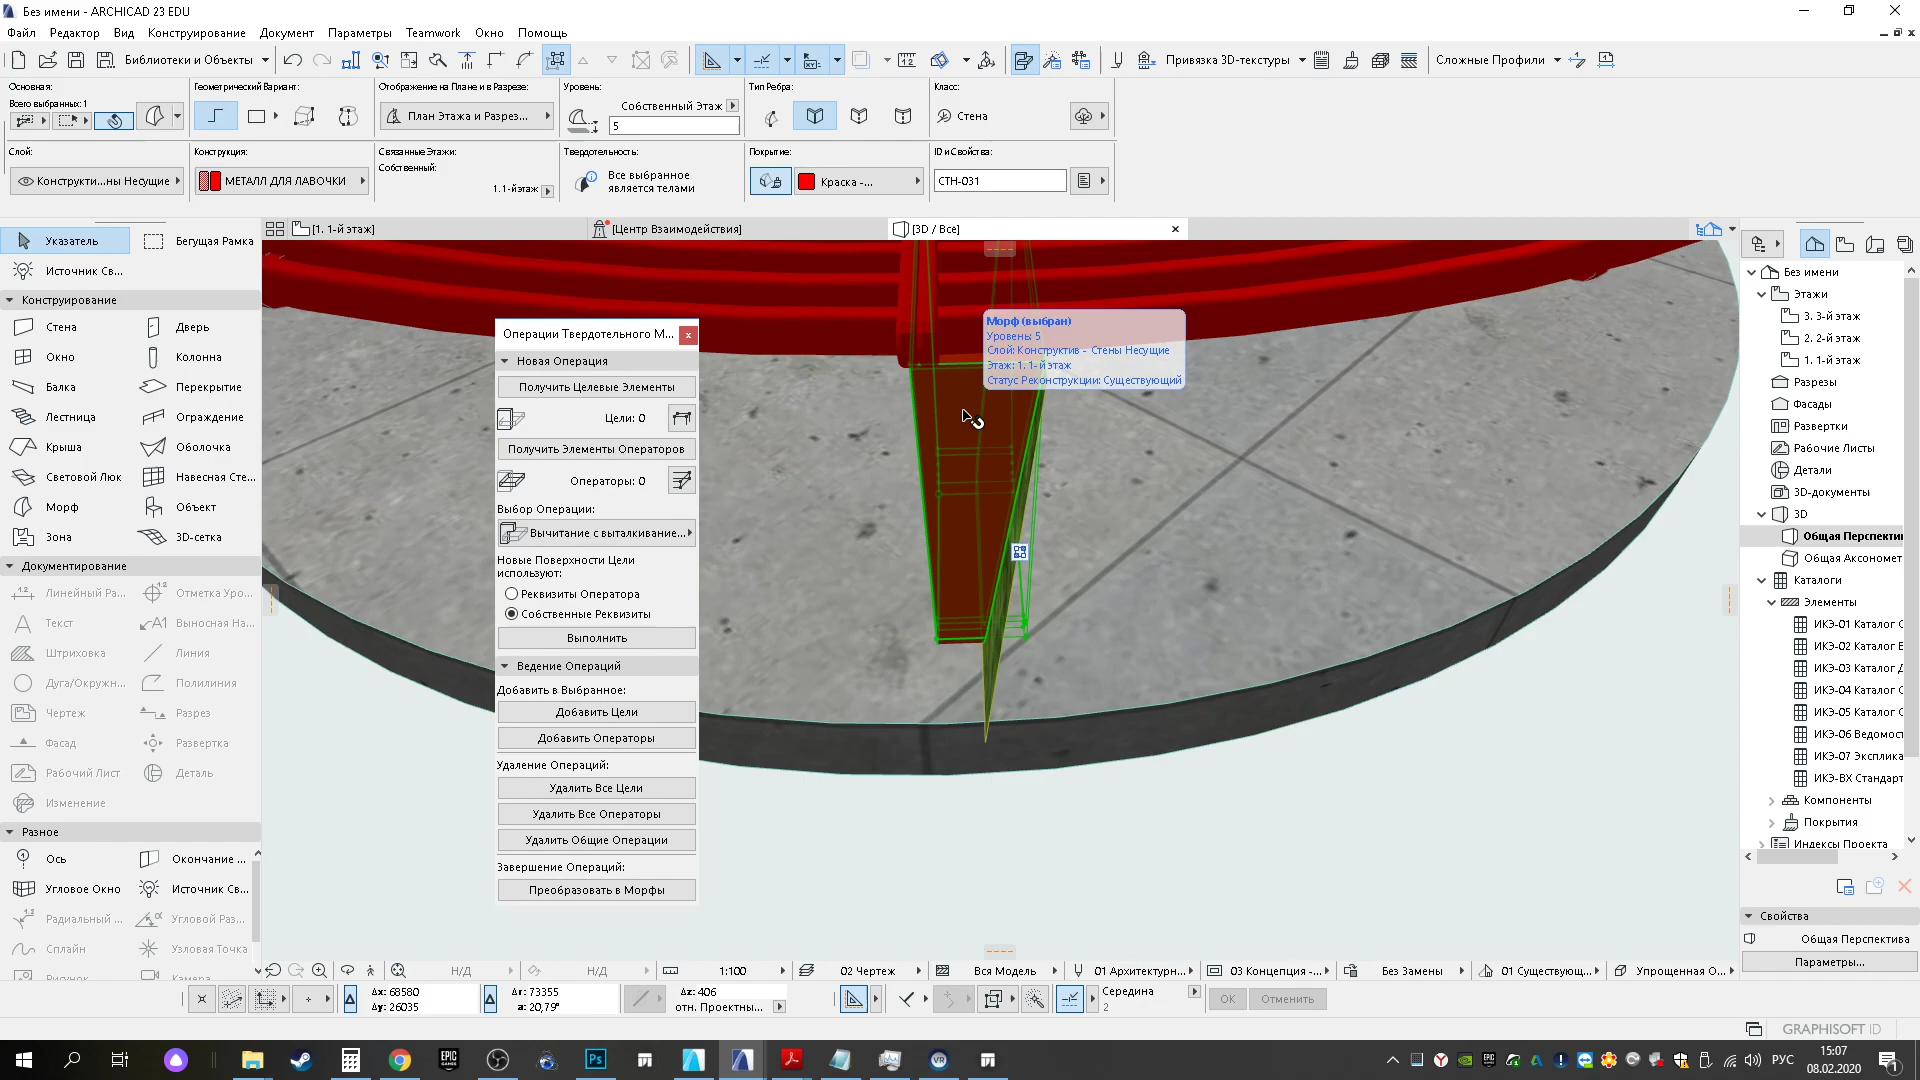 Без имени - ARCHICAD 23 EDU
Файл Редактор Вид Конструирование Документ Параметры Teamwork Окно Помощь
Библиотеки и Объекты
Привязка 3D-текстуры
Сложные Профили
Основная:
Всего выбранных: 1
Геометрический Вариант:
Отображение на Плане и в Разрезе:
План Этажа и Разрез...
Уровень:
Собственный Этаж
5
Тип Ребра:
Класс:
Стена
Слой:
Конструкти...ны Несущие
Конструкция:
МЕТАЛЛ ДЛЯ ЛАВОЧКИ
Связанные Этажи:
Собственный:
1.1-й этаж
Твердотельность:
Все выбранное
является телами
Покрытие:
Краска -...
ID и Свойства:
СТН-031
[1. 1-й этаж]
[Центр Взаимодействия]
[3D / Все]
Указатель
Бегущая Рамка
Источник Св...
Конструирование
Стена Дверь
Окно Колонна
Балка Перекрытие
Лестница Ограждение
Крыша Оболочка
Световой Люк Навесная Сте...
Морф Объект
Зона 3D-сетка
Документирование
Линейный Ра... Отметка Уро...
Текст Выносная На...
Штриховка Линия
Дуга/Окружн... Полилиния
Чертеж Разрез
Фасад Развертка
Рабочий Лист Деталь
Изменение
Разное
Ось Окончание ...
Угловое Окно Источник Св...
Радиальный ... Угловой Раз...
Сплайн Узловая Точка
Рисунок Камера
Операции Твердотельного М...
Новая Операция
Получить Целевые Элементы
Цели: 0
Получить Элементы Операторов
Операторы: 0
Выбор Операции:
Вычитание с выталкивание...
Новые Поверхности Цели
используют:
Реквизиты Оператора
Собственные Реквизиты
Выполнить
Ведение Операций
Добавить в Выбранное:
Добавить Цели
Добавить Операторы
Удаление Операций:
Удалить Все Цели
Удалить Все Операторы
Удалить Общие Операции
Завершение Операций:
Преобразовать в Морфы
Морф (выбран)
Уровень: 5
Слой: Конструктив - Стены Несущие
Этаж: 1. 1-й этаж
Статус Реконструкции: Существующий
Без имени
Этажи
3. 3-й этаж
2. 2-й этаж
1. 1-й этаж
Разрезы
Фасады
Развертки
Рабочие Листы
Детали
3D-документы
3D
Общая Перспекти
Общая Аксономет
Каталоги
Элементы
ИКЭ-01 Каталог С
ИКЭ-02 Каталог Е
ИКЭ-03 Каталог Д
ИКЭ-04 Каталог С
ИКЭ-05 Каталог С
ИКЭ-06 Ведомост
ИКЭ-07 Эксплика
ИКЭ-ВХ Стандарт
Компоненты
Покрытия
Индексы Проекта
Свойства
Общая Перспектива
Параметры...
Н/Д Н/Д 1:100 02 Чертеж Вся Модель 01 Архитектурн... 03 Концепция -... Без Замены 01 Существующ... Упрощенная О...
Δx: 68580
Δy: 26035
Δr: 73355
a: 20,79°
Δz: 406
отн. Проектны...
Середина
2
ОК Отменить
GRAPHISOFT ID
РУС
15:07
08.02.2020